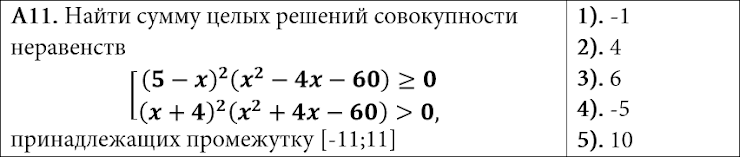 А11. Найти сумму целых решений совокупности
неравенств
[(5 − x)²(x² − 4x − 60) ≥ 0
(x + 4)²(x² + 4x − 60) > 0,
принадлежащих промежутку [-11;11]
1). -1
2). 4
3). 6
4). -5
5). 10